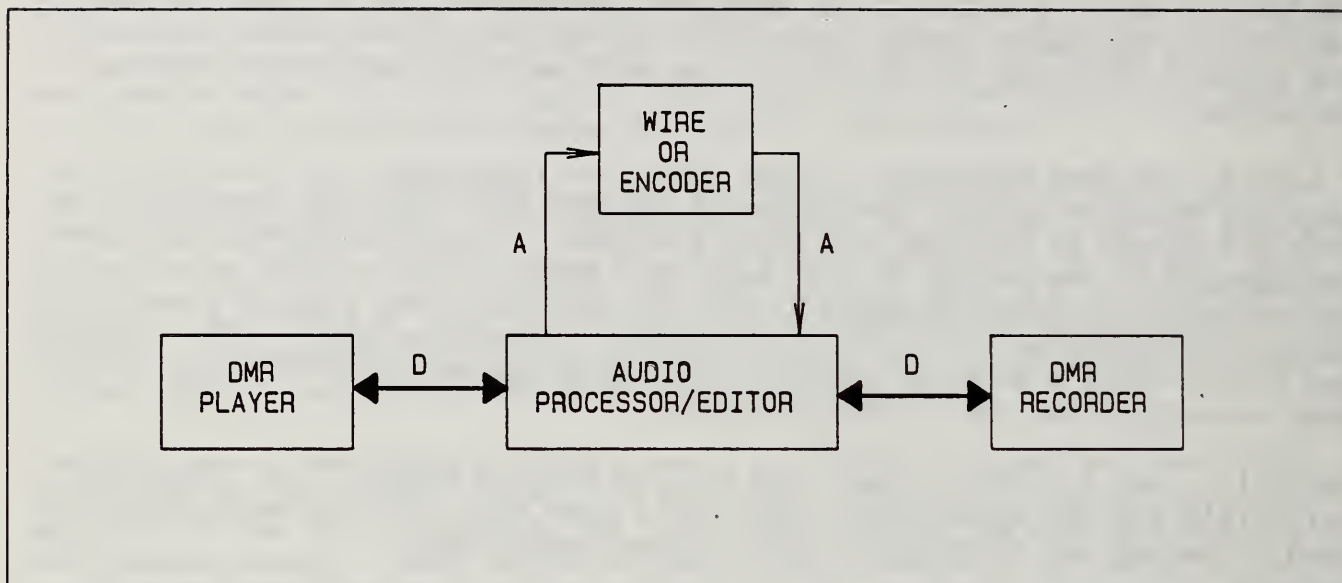 WIRE
OR
ENCODER
A
A
DMR
PLAYER
D
AUDIO
PROCESSOR/EDITOR
D
DMR
RECORDER